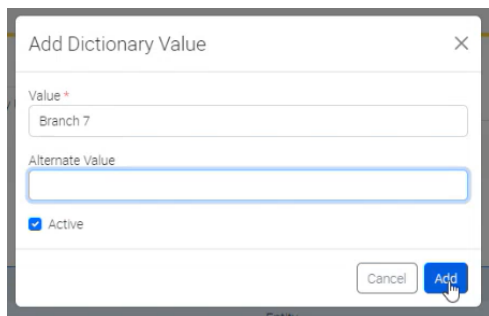 Add Dictionary Value
Value *
Branch 7
Alternate Value
Active
Cancel
Add